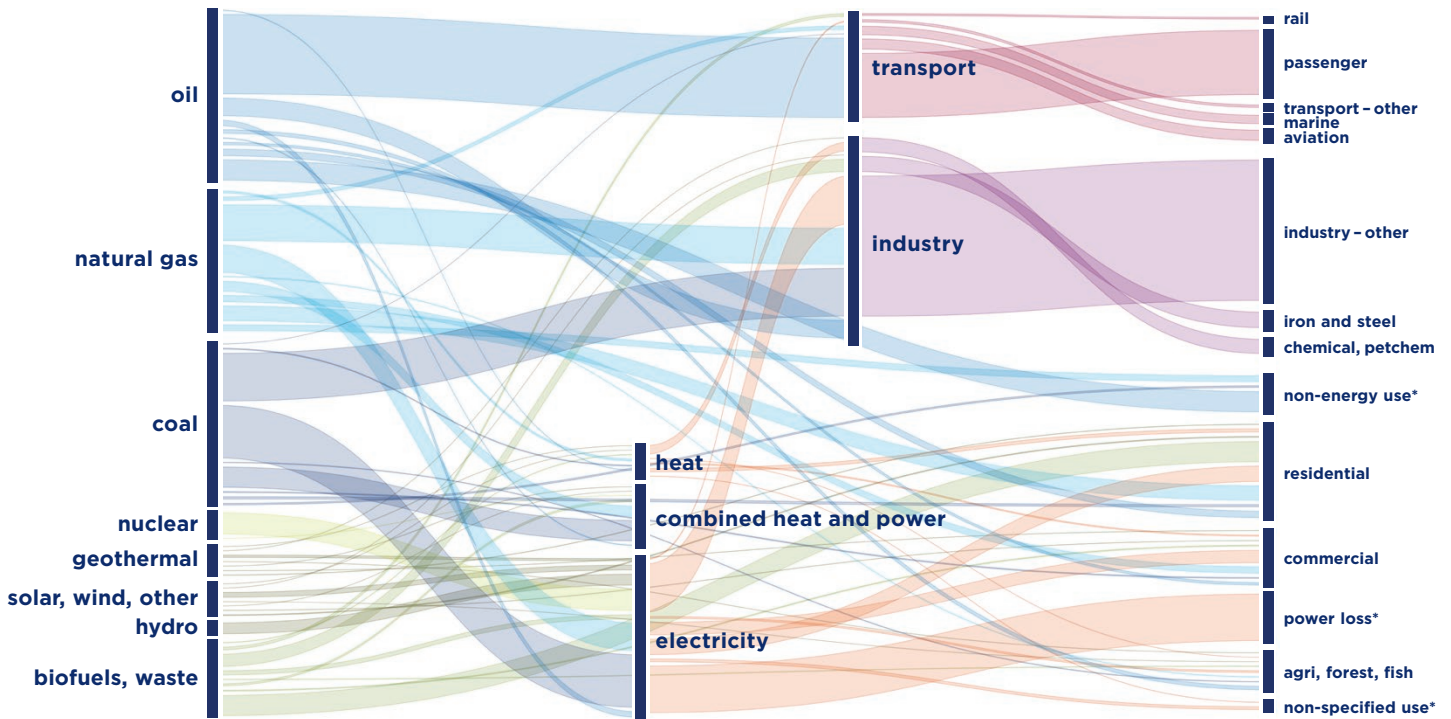 oil
natural gas
coal
nuclear
geothermal
solar, wind, other
hydro
biofuels, waste
heat
combined heat and power
electricity
transport
industry
rail
passenger
transport – other
marine
aviation
industry – other
iron and steel
chemical, petchem
non-energy use*
residential
commercial
power loss*
agri, forest, fish
non-specified use*